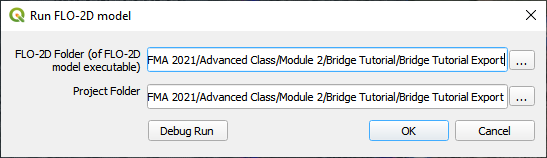 Run FLO-2D model
FLO-2D Folder (of FLO-2D
model executable)
FMA 2021/Advanced Class/Module 2/Bridge Tutorial/Bridge Tutorial Export
...
Project Folder
FMA 2021/Advanced Class/Module 2/Bridge Tutorial/Bridge Tutorial Export
...
Debug Run
OK
Cancel